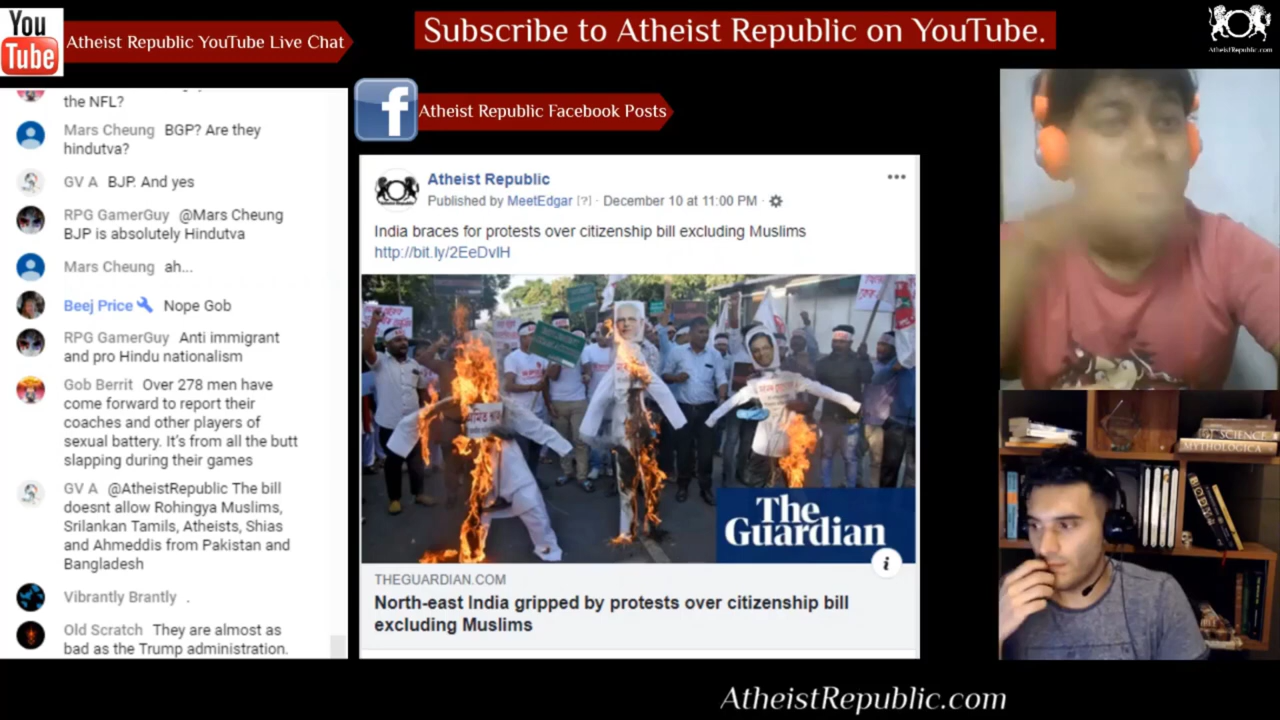 You
Tube
Atheist Republic YouTube Live Chat
Subscribe to Atheist Republic on YouTube.
AtheistRepublic.com
the NFL?
Mars Cheung BGP? Are they
hindutva?
GV A BJP. And yes
RPG GamerGuy @Mars Cheung
BJP is absolutely Hindutva
Mars Cheung ah...
Beej Price Nope Gob
RPG GamerGuy Anti immigrant
and pro Hindu nationalism
Gob Berrit Over 278 men have
come forward to report their
coaches and other players of
sexual battery. It's from all the butt
slapping during their games
GV A @AtheistRepublic The bill
doesnt allow Rohingya Muslims,
Srilankan Tamils, Atheists, Shias
and Ahmeddis from Pakistan and
Bangladesh
Vibrantly Brantly .
Old Scratch They are almost as
bad as the Trump administration.
f
Atheist Republic Facebook Posts
Atheist Republic
Published by MeetEdgar [?] · December 10 at 11:00 PM ·
India braces for protests over citizenship bill excluding Muslims
http://bit.ly/2EeDvIH
The
Guardian
i
THEGUARDIAN.COM
North-east India gripped by protests over citizenship bill
excluding Muslims
SCIENCE
MYTHOLOGICA
AtheistRepublic.com